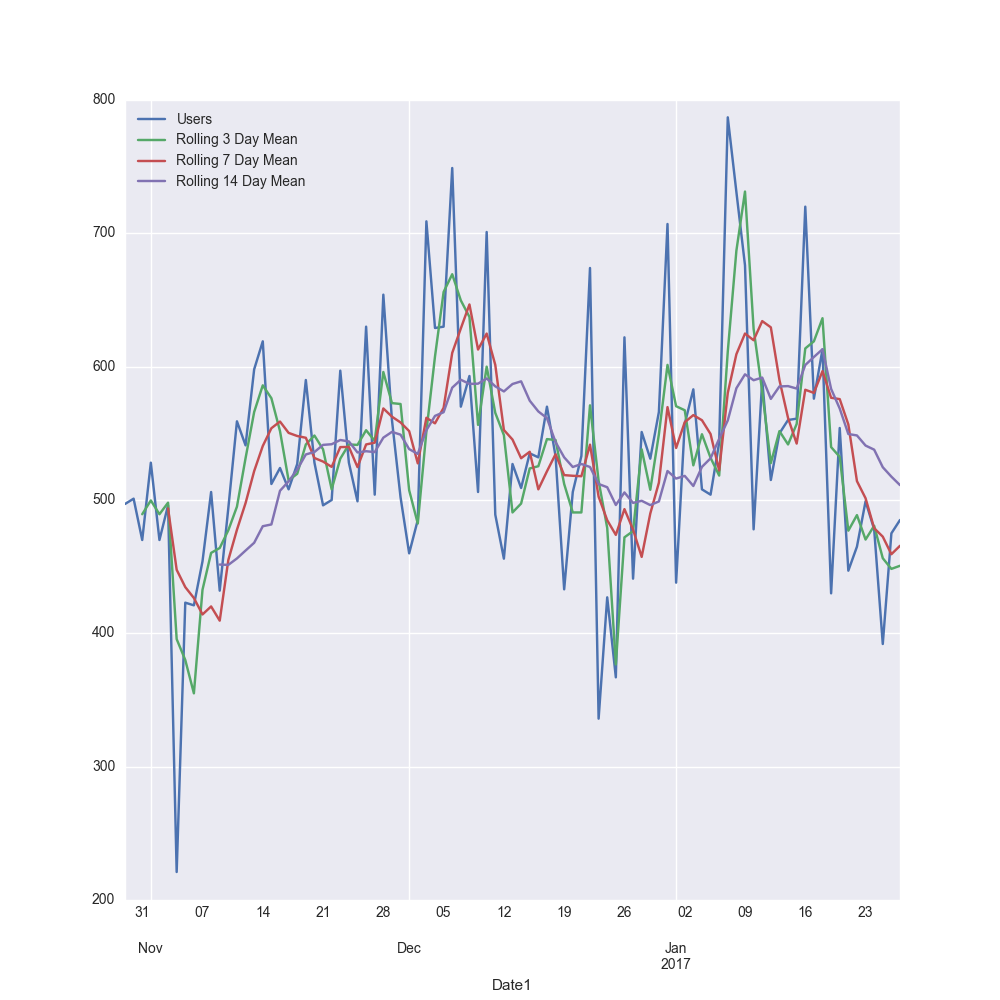 800
Users
Rolling 3 Day Mean
Rolling 7 Day Mean
Rolling 14 Day Mean
700
600
500
400
300
200
31 07 14 21 28 05 12 19 26 02 09 16 23
Nov Dec Jan
2017
Date1